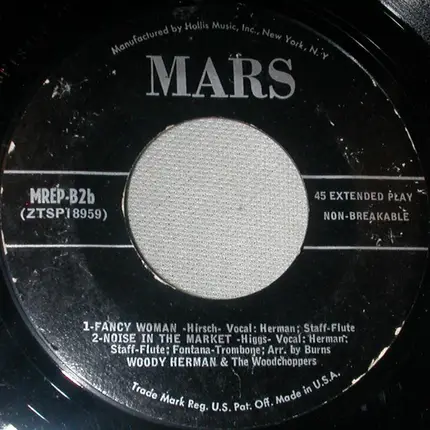 Manufactured by Hollis Music, Inc., New York, N.Y
MARS
MREP-B2b
(ZTSP18959)
45 EXTENDED PLAY
NON-BREAKABLE
1-FANCY WOMAN -Hirsch- Vocal: Herman; Staff-Flute
2-NOISE IN THE MARKET -Higgs- Vocal: Herman;
Staff-Flute; Fontana-Trombone; Arr. by Burns
WOODY HERMAN & The Woodchoppers
Trade Mark Reg. U.S. Pat. Off. Made in U.S.A.